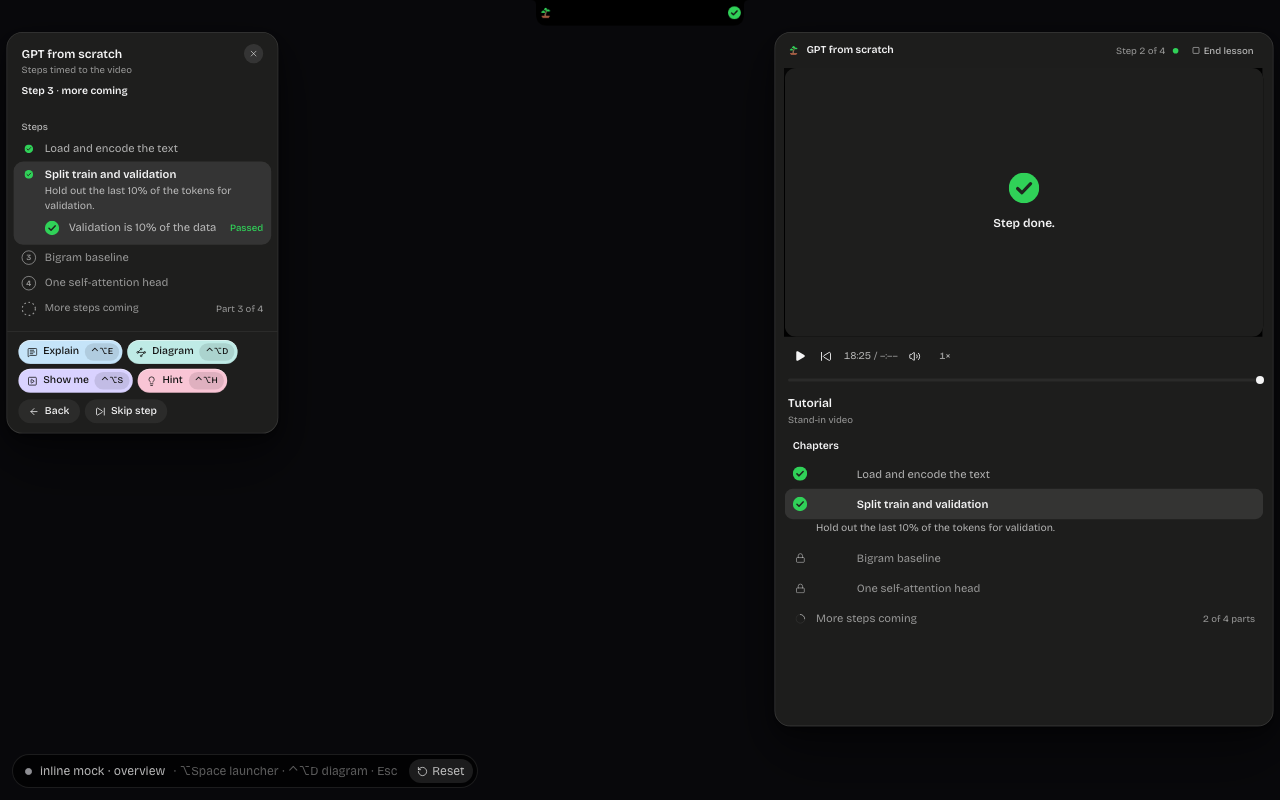 GPT from scratch
Steps timed to the video
Step 3 · more coming
Steps
Load and encode the text
Split train and validation
Hold out the last 10% of the tokens for
validation.
Validation is 10% of the data Passed
3 Bigram baseline
4 One self-attention head
More steps coming Part 3 of 4
Explain ⌃⌥E Diagram ⌃⌥D
Show me ⌃⌥S Hint ⌃⌥H
Back Skip step
GPT from scratch Step 2 of 4 End lesson
Step done.
18:25 / –:–– 1×
Tutorial
Stand-in video
Chapters
Load and encode the text
Split train and validation
Hold out the last 10% of the tokens for validation.
Bigram baseline
One self-attention head
More steps coming 2 of 4 parts
Inline mock · overview · ⌥Space launcher · ⌃⌥D diagram · Esc Reset